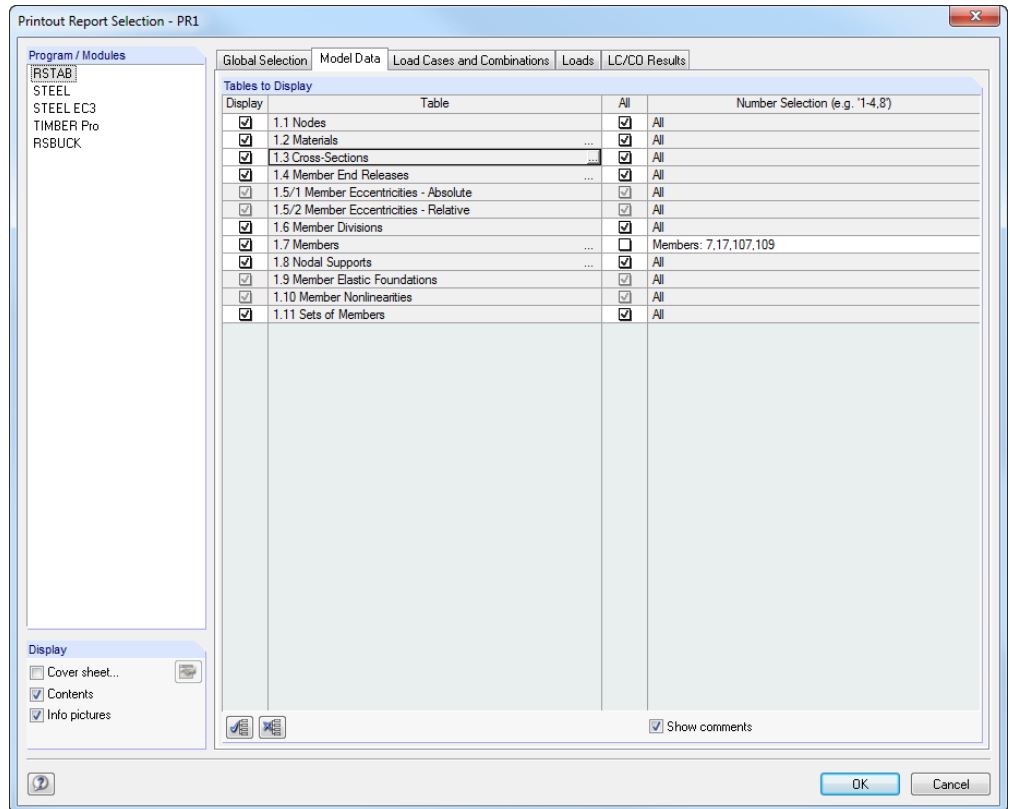 Printout Report Selection - PR1
Program / Modules
RSTAB
STEEL
STEEL EC3
TIMBER Pro
RSBUCK
Global Selection Model Data Load Cases and Combinations Loads LC/CO Results
Tables to Display
Display Table All Number Selection (e.g. '1-4,8')
1.1 Nodes All
1.2 Materials ... All
1.3 Cross-Sections ... All
1.4 Member End Releases ... All
1.5/1 Member Eccentricities - Absolute All
1.5/2 Member Eccentricities - Relative All
1.6 Member Divisions All
1.7 Members ... Members: 7,17,107,109
1.8 Nodal Supports ... All
1.9 Member Elastic Foundations All
1.10 Member Nonlinearities All
1.11 Sets of Members All
Display
Cover sheet...
Contents
Info pictures
Show comments
OK Cancel